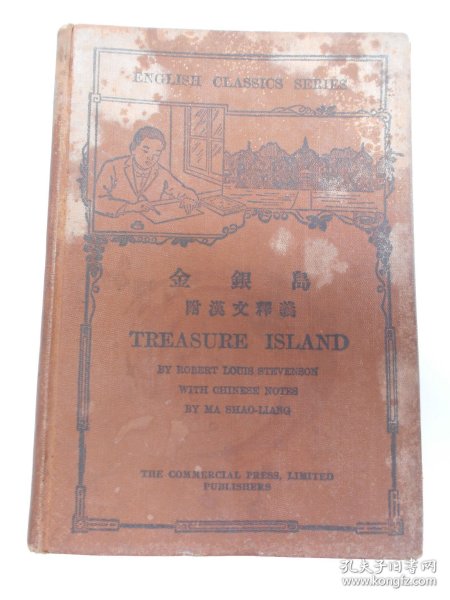 ENGLISH CLASSICS SERIES
金銀島
附漢文釋義
TREASURE ISLAND
BY ROBERT LOUIS STEVENSON
WITH CHINESE NOTES
BY MA SHAO-LIANG
THE COMMERCIAL PRESS, LIMITED
PUBLISHERS
孔夫子旧书网
www.kongfz.com